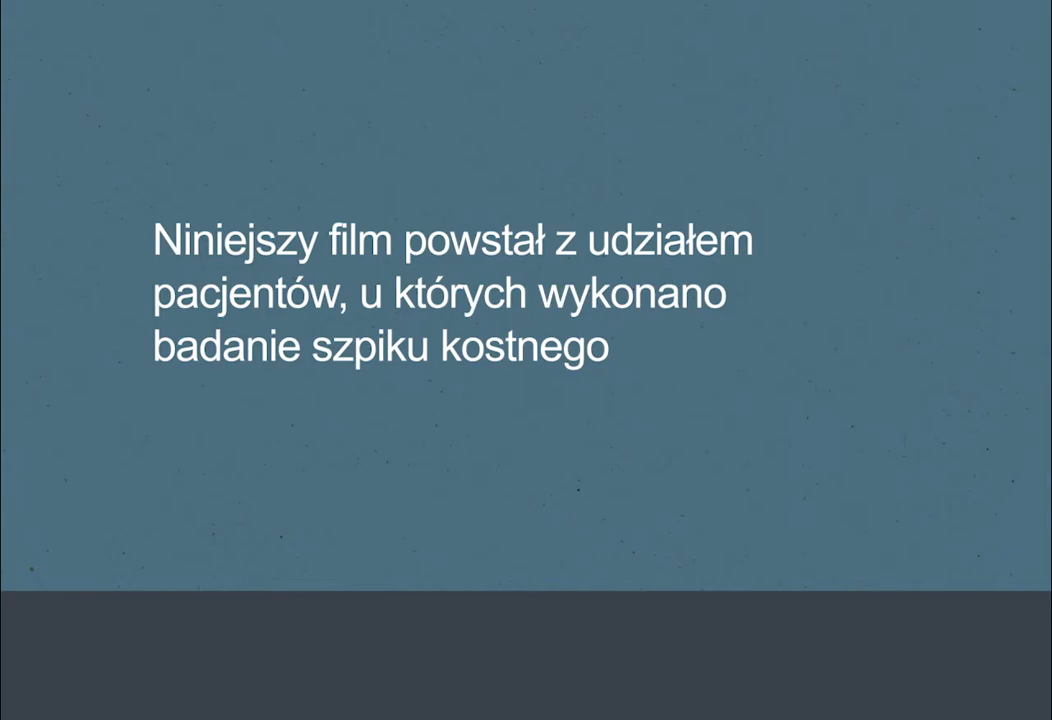 Niniejszy film powstał z udziałem
pacjentów, u których wykonano
badanie szpiku kostnego